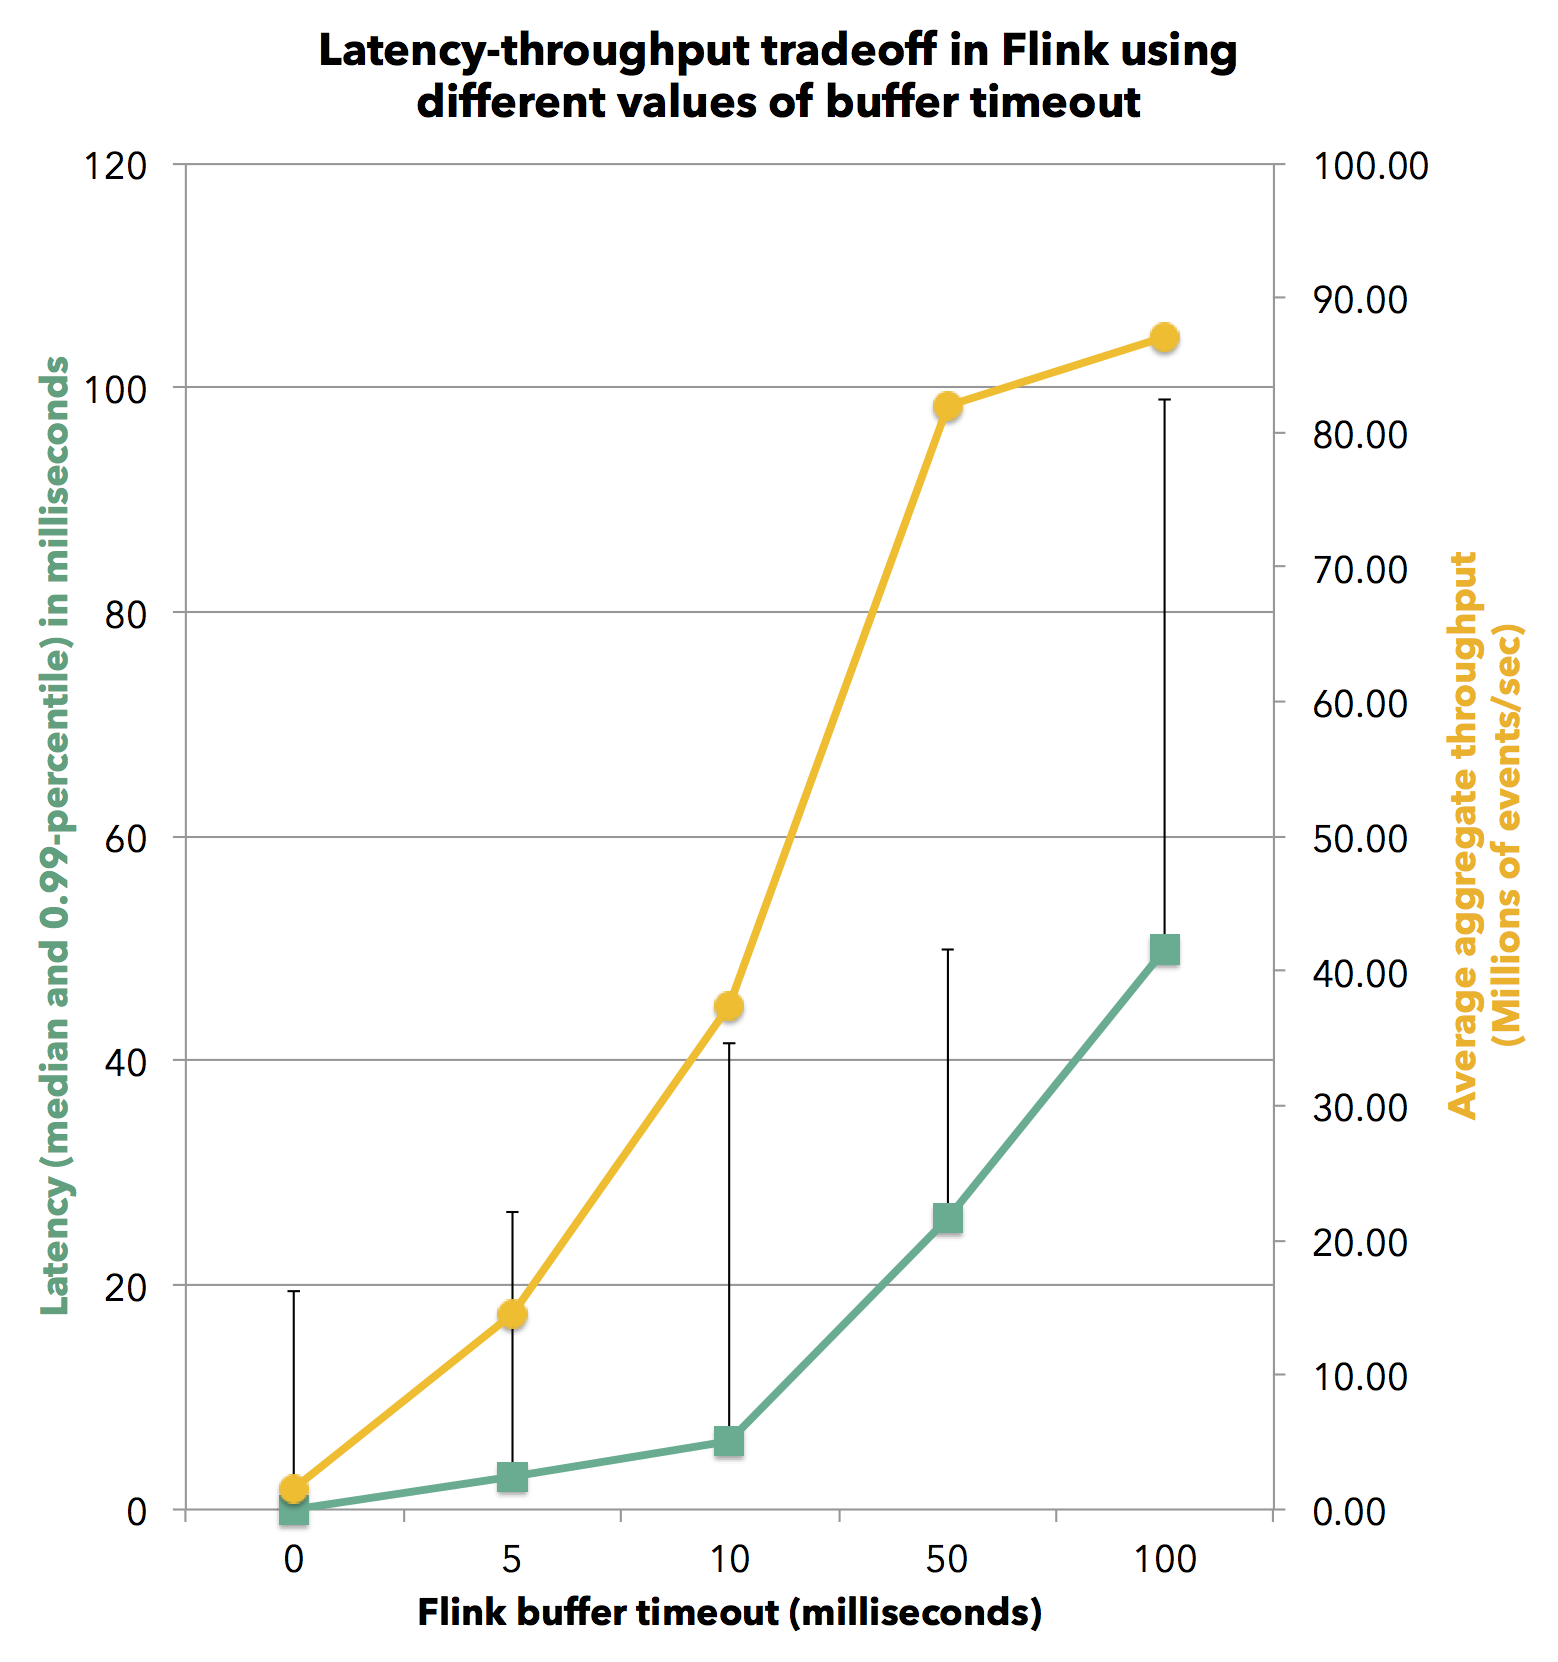 Latency-throughput tradeoff in Flink using
different values of buffer timeout
Latency (median and 0.99-percentile) in milliseconds
120
100
80
60
40
20
0
100.00
90.00
80.00
70.00
60.00
50.00
40.00
30.00
20.00
10.00
0.00
Average aggregate throughput
(Millions of events/sec)
0 5 10 50 100
Flink buffer timeout (milliseconds)